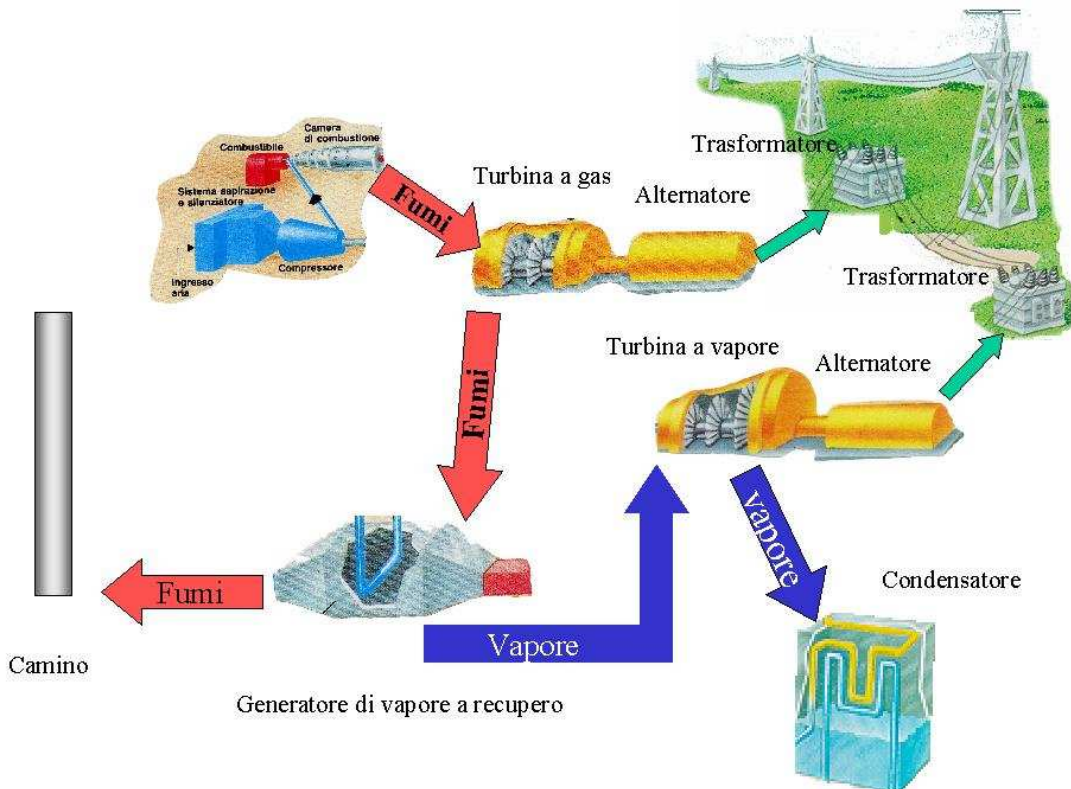 Camera
di combustione
Combustibile
Sistema aspirazione
e silenziatore
Compressore
Ingresso
aria
Fumi
Turbina a gas
Alternatore
Trasformatore
Trasformatore
Fumi
Turbina a vapore
Alternatore
vapore
Condensatore
Fumi
Vapore
Camino
Generatore di vapore a recupero